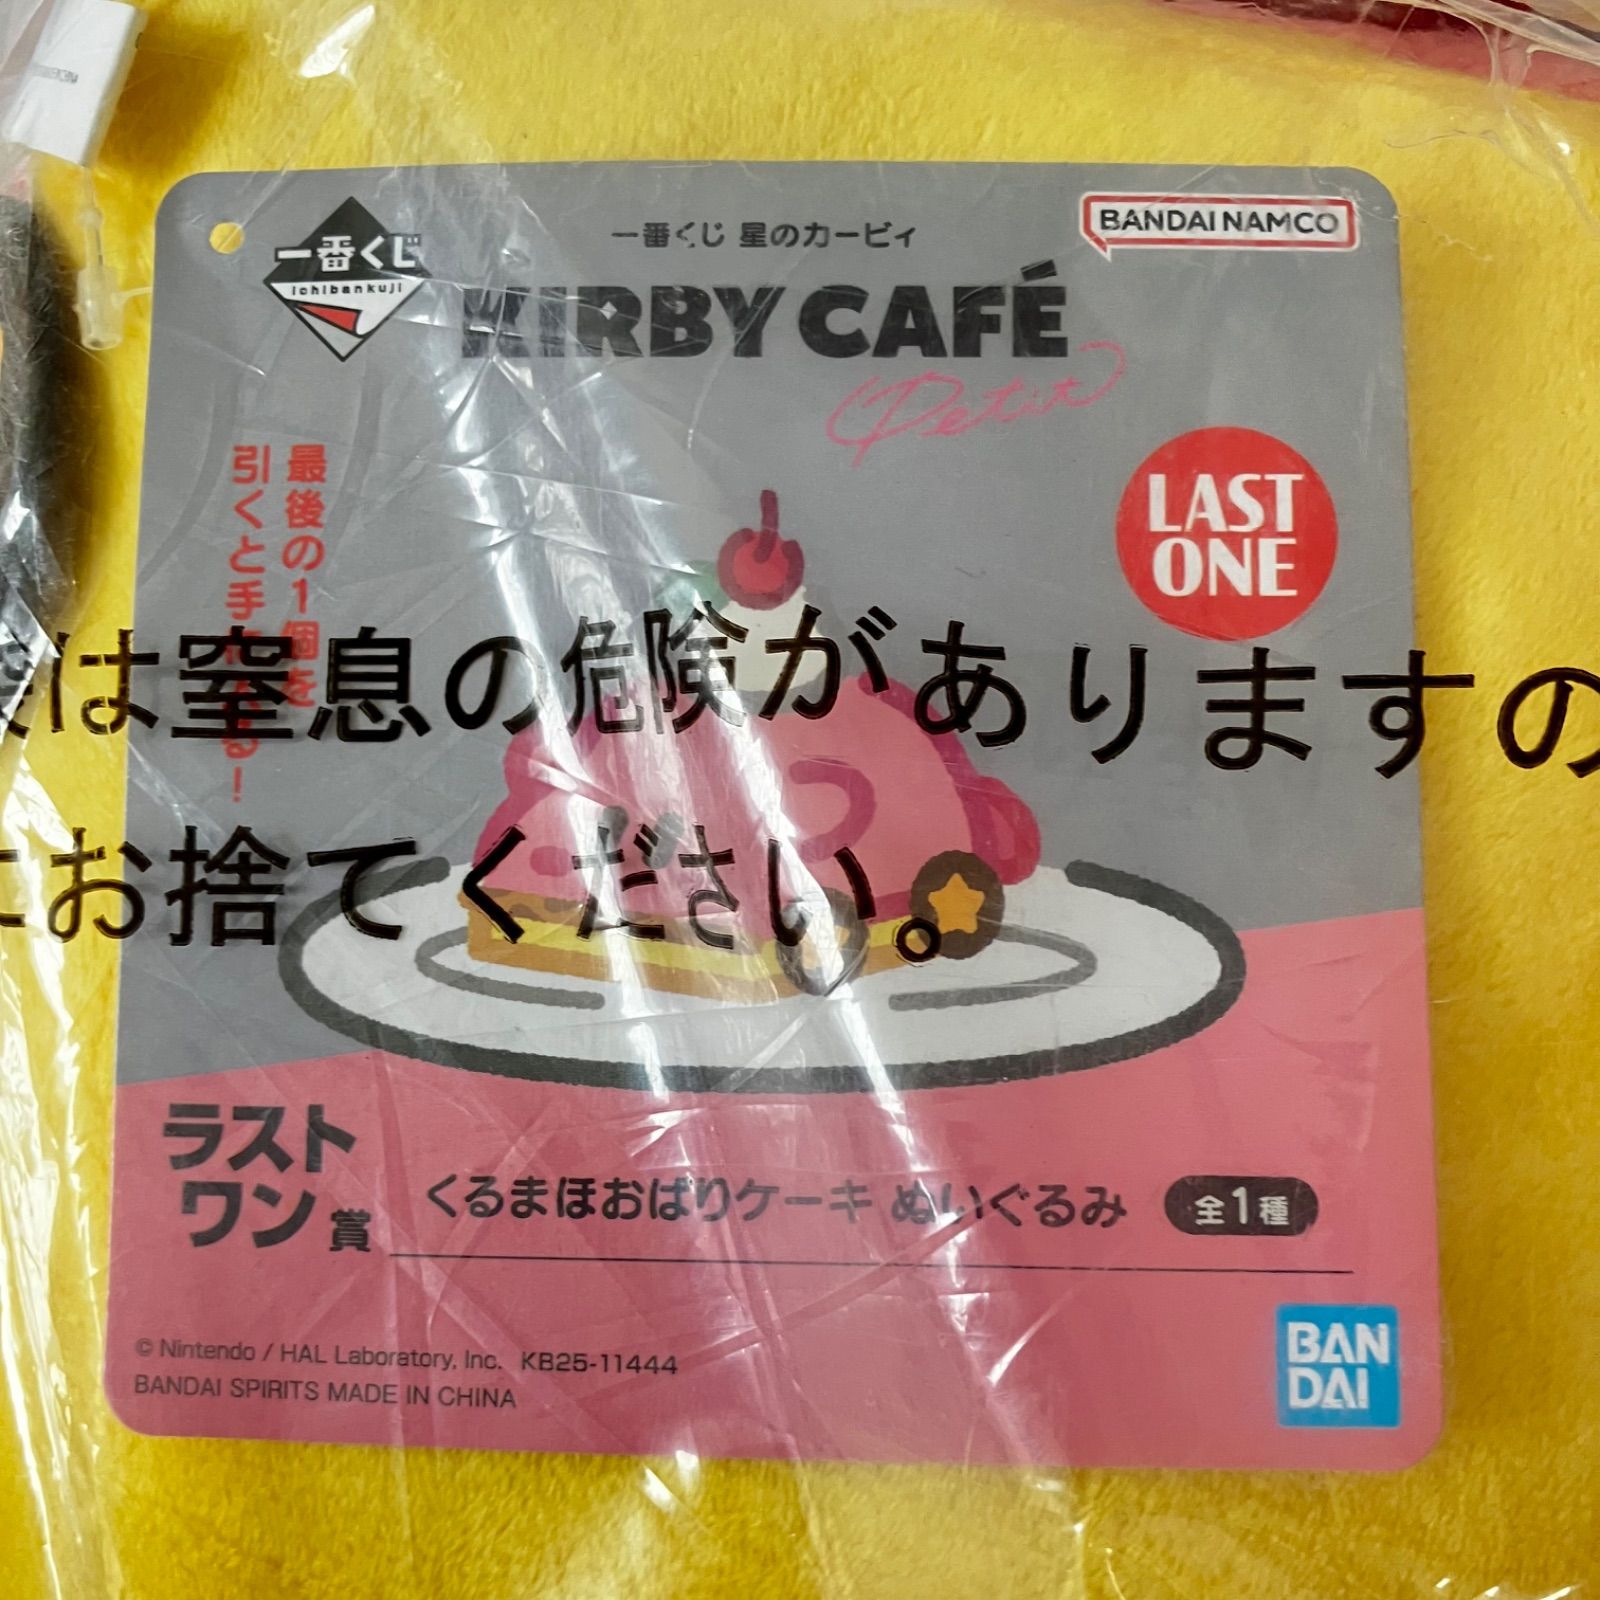 一番くじ
ichibankuji
一番くじ 星のカービィ
BANDAI NAMCO
KIRBY CAFÉ
Petit
LAST
ONE
最後の1個を
引くと手
る!
は窒息の危険がありますの
お捨てください。
ラスト
ワン賞
くるまほおばりケーキ ぬいぐるみ
全1種
© Nintendo / HAL Laboratory, Inc. KB25-11444
BANDAI SPIRITS MADE IN CHINA
BAN
DAI